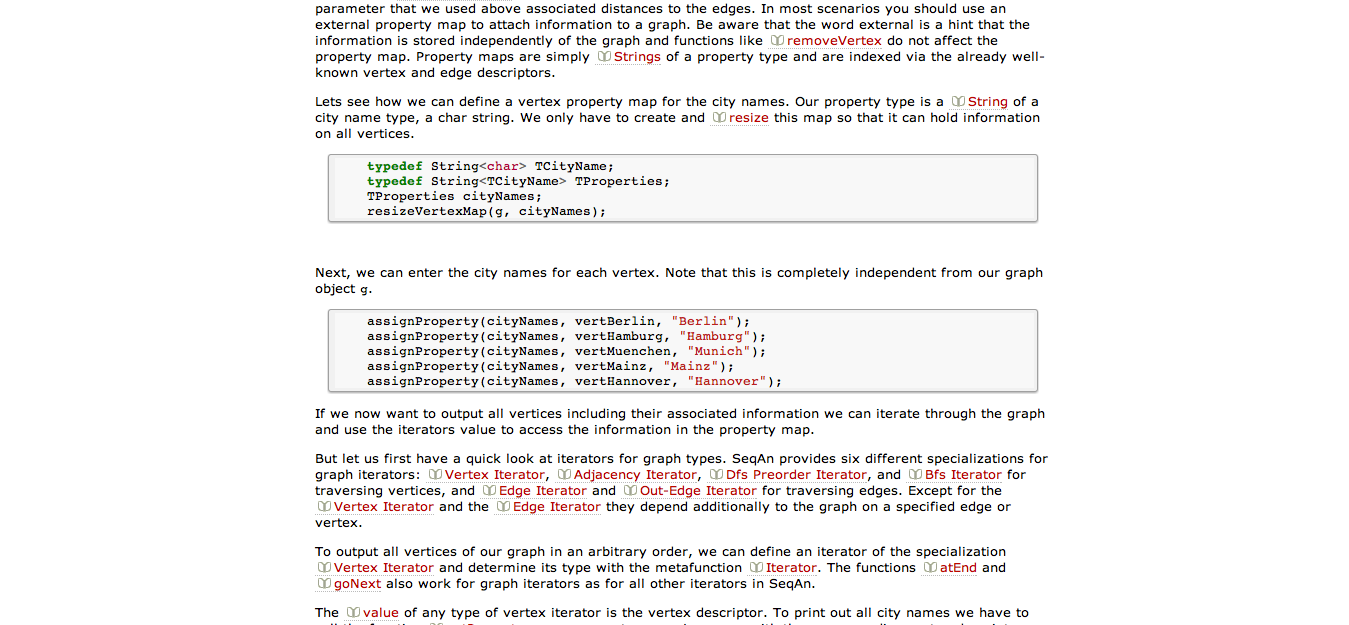 parameter that we used above associated distances to the edges. In most scenarios you should use an
external property map to attach information to a graph. Be aware that the word external is a hint that the
information is stored independently of the graph and functions like removeVertex do not affect the
property map. Property maps are simply Strings of a property type and are indexed via the already well-
known vertex and edge descriptors.
Lets see how we can define a vertex property map for the city names. Our property type is a String of a
city name type, a char string. We only have to create and resize this map so that it can hold information
on all vertices.
typedef String<char> TCityName;
typedef String<TCityName> TProperties;
TProperties cityNames;
resizeVertexMap(g, cityNames);
Next, we can enter the city names for each vertex. Note that this is completely independent from our graph
object g.
assignProperty(cityNames, vertBerlin, "Berlin");
assignProperty(cityNames, vertHamburg, "Hamburg");
assignProperty(cityNames, vertMuenchen, "Munich");
assignProperty(cityNames, vertMainz, "Mainz");
assignProperty(cityNames, vertHannover, "Hannover");
If we now want to output all vertices including their associated information we can iterate through the graph
and use the iterators value to access the information in the property map.
But let us first have a quick look at iterators for graph types. SeqAn provides six different specializations for
graph iterators: Vertex Iterator, Adjacency Iterator, Dfs Preorder Iterator, and Bfs Iterator for
traversing vertices, and Edge Iterator and Out-Edge Iterator for traversing edges. Except for the
Vertex Iterator and the Edge Iterator they depend additionally to the graph on a specified edge or
vertex.
To output all vertices of our graph in an arbitrary order, we can define an iterator of the specialization
Vertex Iterator and determine its type with the metafunction Iterator. The functions atEnd and
goNext also work for graph iterators as for all other iterators in SeqAn.
The value of any type of vertex iterator is the vertex descriptor. To print out all city names we have to